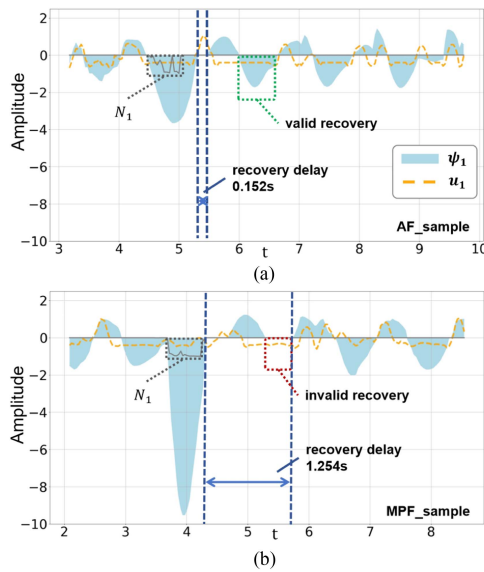 2
0
−2
−4
−6
−8
−10
Amplitude
N₁
valid recovery
recovery delay
0.152s
ψ₁
u₁
AF_sample
3 4 5 6 7 8 9 10
t
(a)
2
0
−2
−4
−6
−8
−10
Amplitude
N₁
invalid recovery
recovery delay
1.254s
MPF_sample
2 3 4 5 6 7 8
t
(b)